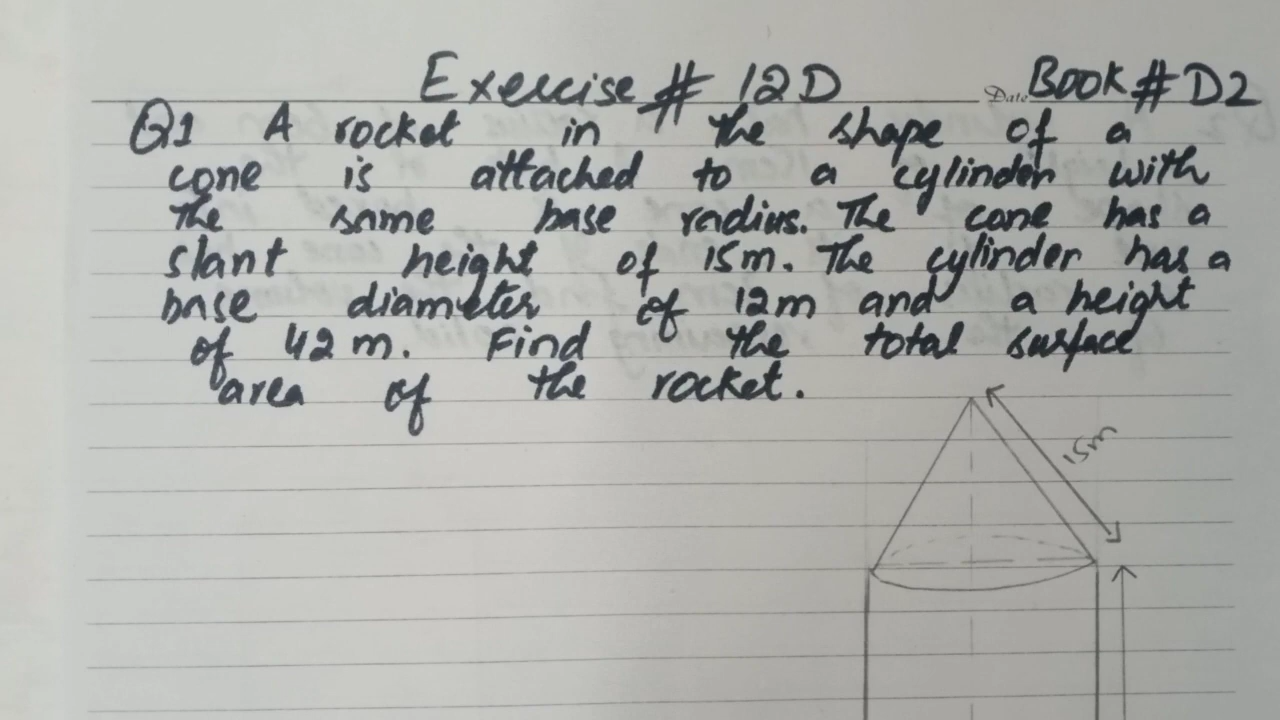 Exercise # 12D Date Book # D2
Q1 A rocket in the shape of a
cone is attached to a cylinder with
the same base radius. The cone has a
slant height of 15m. The cylinder has a
base diameter of 12m and a height
of 42 m. Find the total surface
area of the rocket.
15m